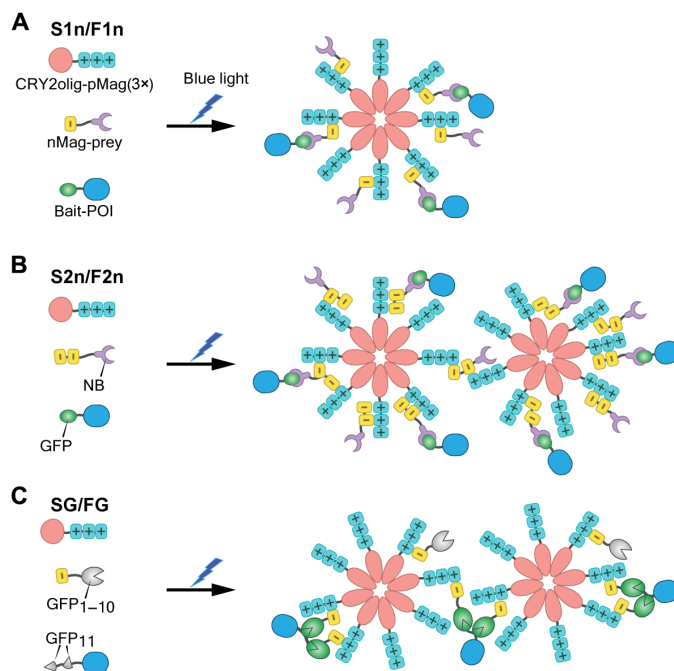 A
S1n/F1n
+++
CRY2olig-pMag(3×)
Blue light
nMag-prey
Bait-POI
B
S2n/F2n
+++
NB
GFP
C
SG/FG
+++
GFP1–10
GFP11